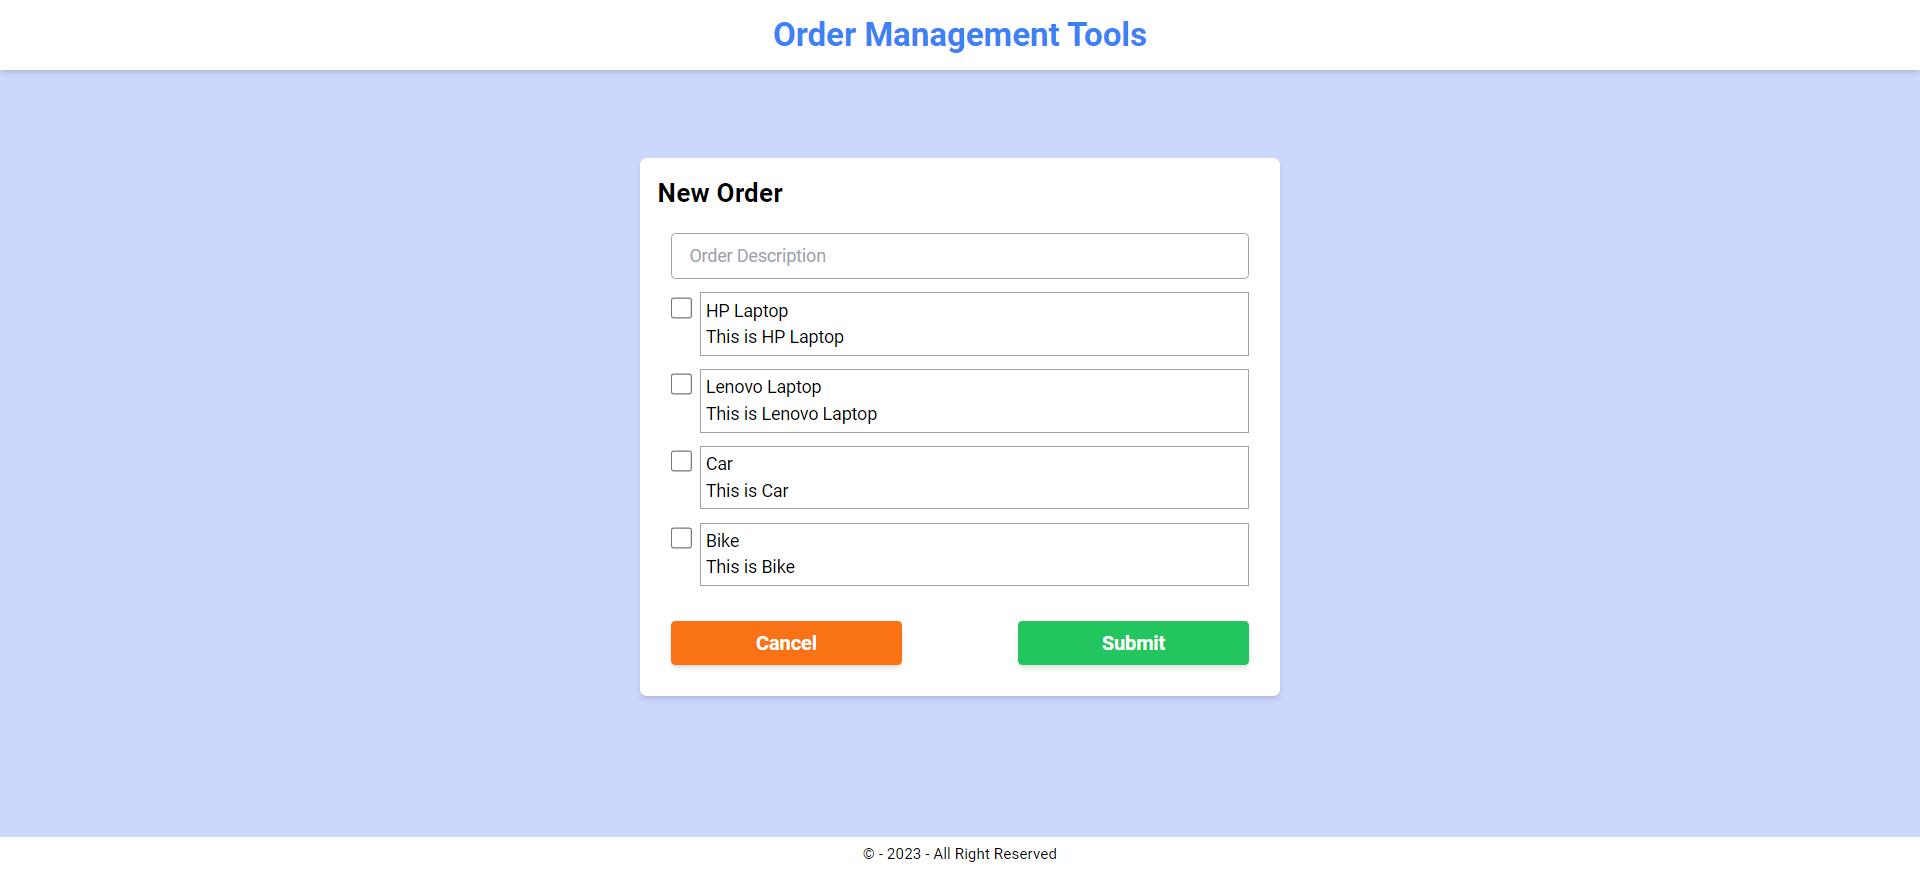 Order Management Tools
New Order
Order Description
HP Laptop
This is HP Laptop
Lenovo Laptop
This is Lenovo Laptop
Car
This is Car
Bike
This is Bike
Cancel
Submit
© - 2023 - All Right Reserved